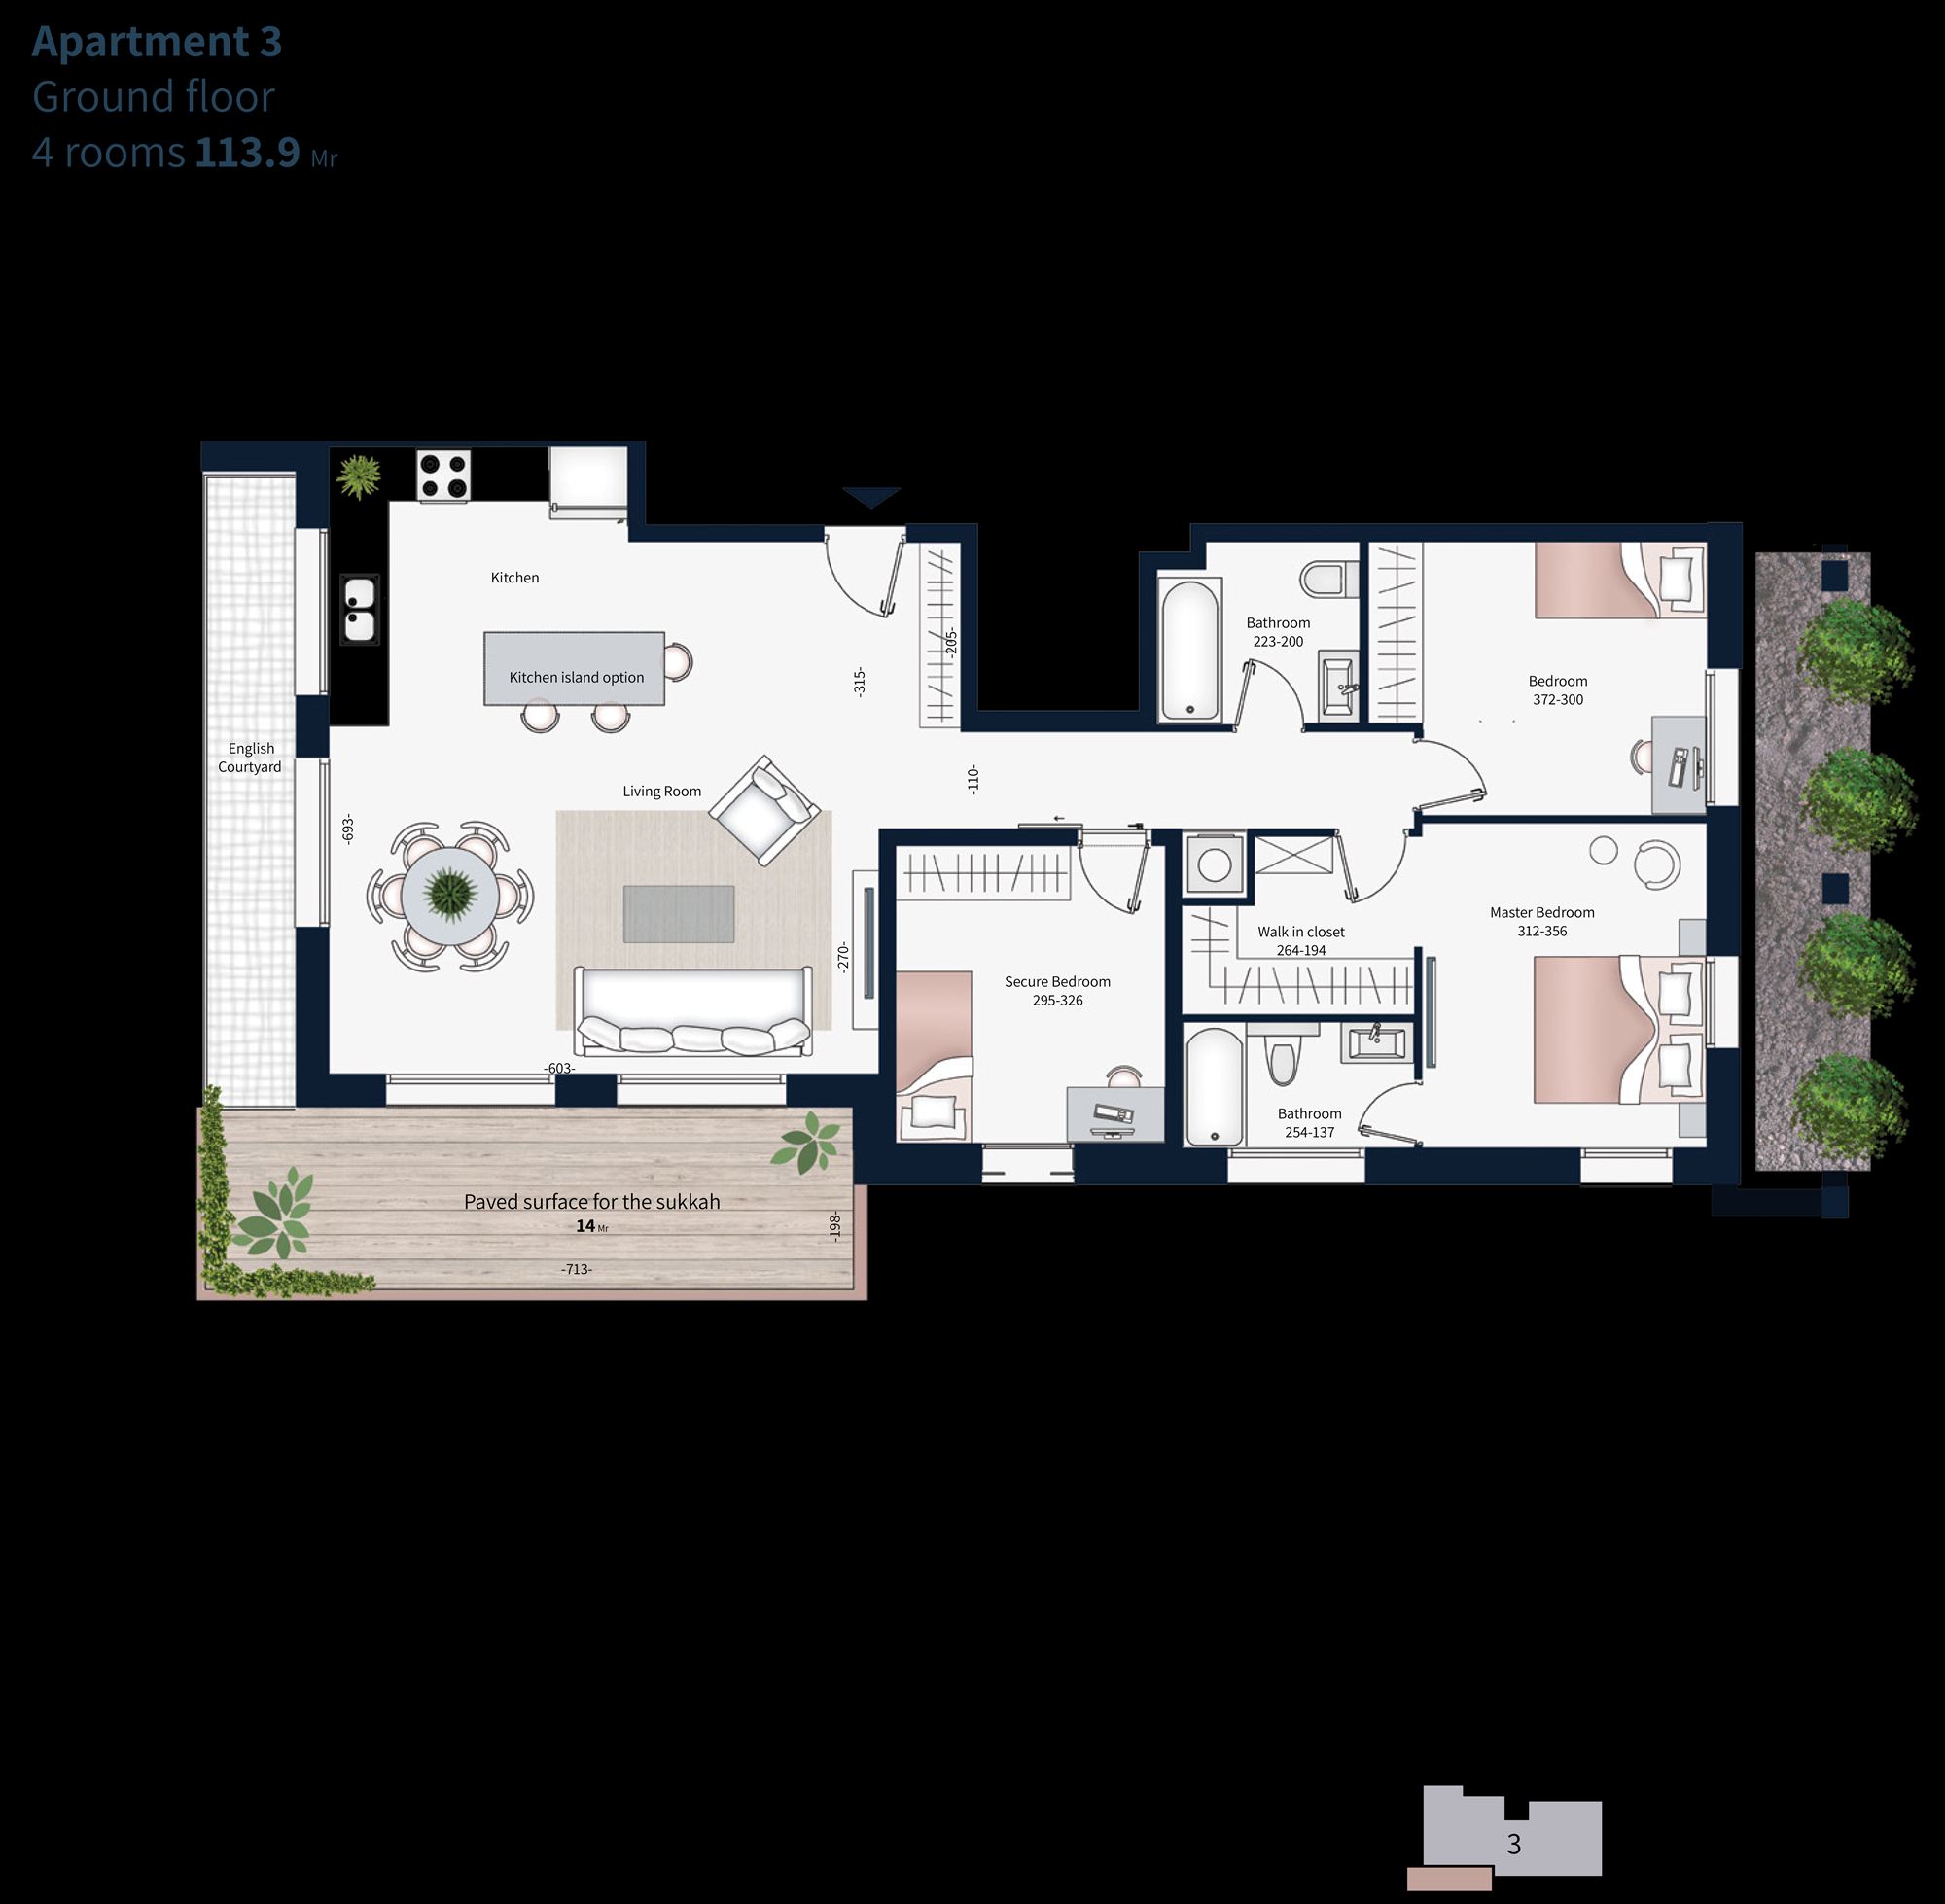 Apartment 3
Ground floor
4 rooms 113.9 Mr
Kitchen
Kitchen island option
-315-
-205-
Bathroom
223-200
Bedroom
372-300
English
Courtyard
Living Room
-110-
-693-
-270-
Walk in closet
264-194
Master Bedroom
312-356
Secure Bedroom
295-326
-603-
Bathroom
254-137
Paved surface for the sukkah
14 Mr
-198-
-713-
3